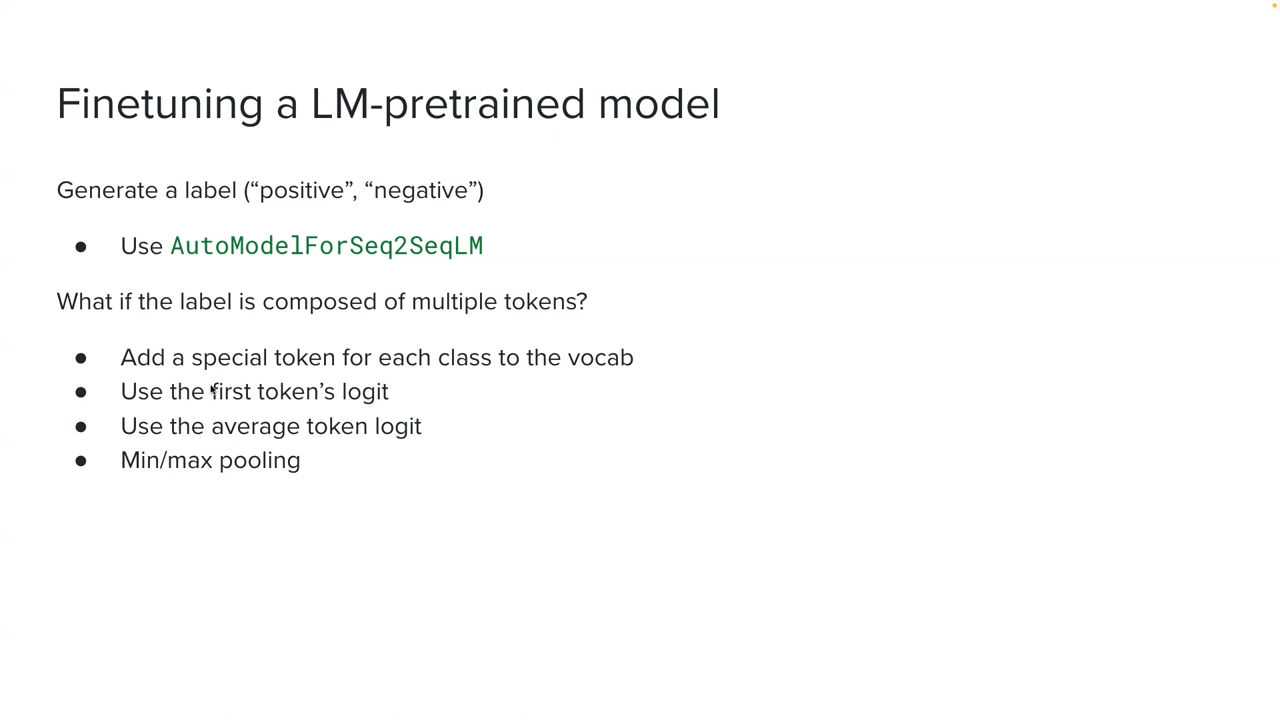 Finetuning a LM-pretrained model
Generate a label (“positive”, “negative”)
● Use AutoModelForSeq2SeqLM
What if the label is composed of multiple tokens?
● Add a special token for each class to the vocab
● Use the first token’s logit
● Use the average token logit
● Min/max pooling